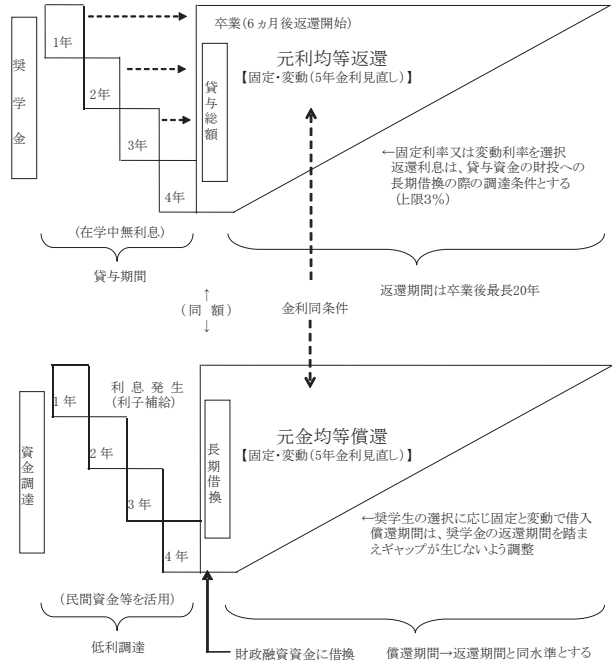 卒業(6ヵ月後返還開始)
1年
2年
3年
4年
奨学金
貸与総額
元利均等返還
【固定・変動(5年金利見直し)】
←固定利率又は変動利率を選択
返還利息は、貸与資金の財投への
長期借換の際の調達条件とする
(上限3%)
(在学中無利息)
貸与期間
返還期間は卒業後最長20年
↑
(同 額)
↓
金利同条件
利 息 発 生
(利子補給)
1年
2年
3年
4年
資金調達
長期借換
元金均等償還
【固定・変動(5年金利見直し)】
←奨学生の選択に応じ固定と変動で借入
償還期間は、奨学金の返還期間を踏ま
えギャップが生じないよう調整
(民間資金等を活用)
低利調達
財政融資資金に借換
償還期間→返還期間と同水準とする